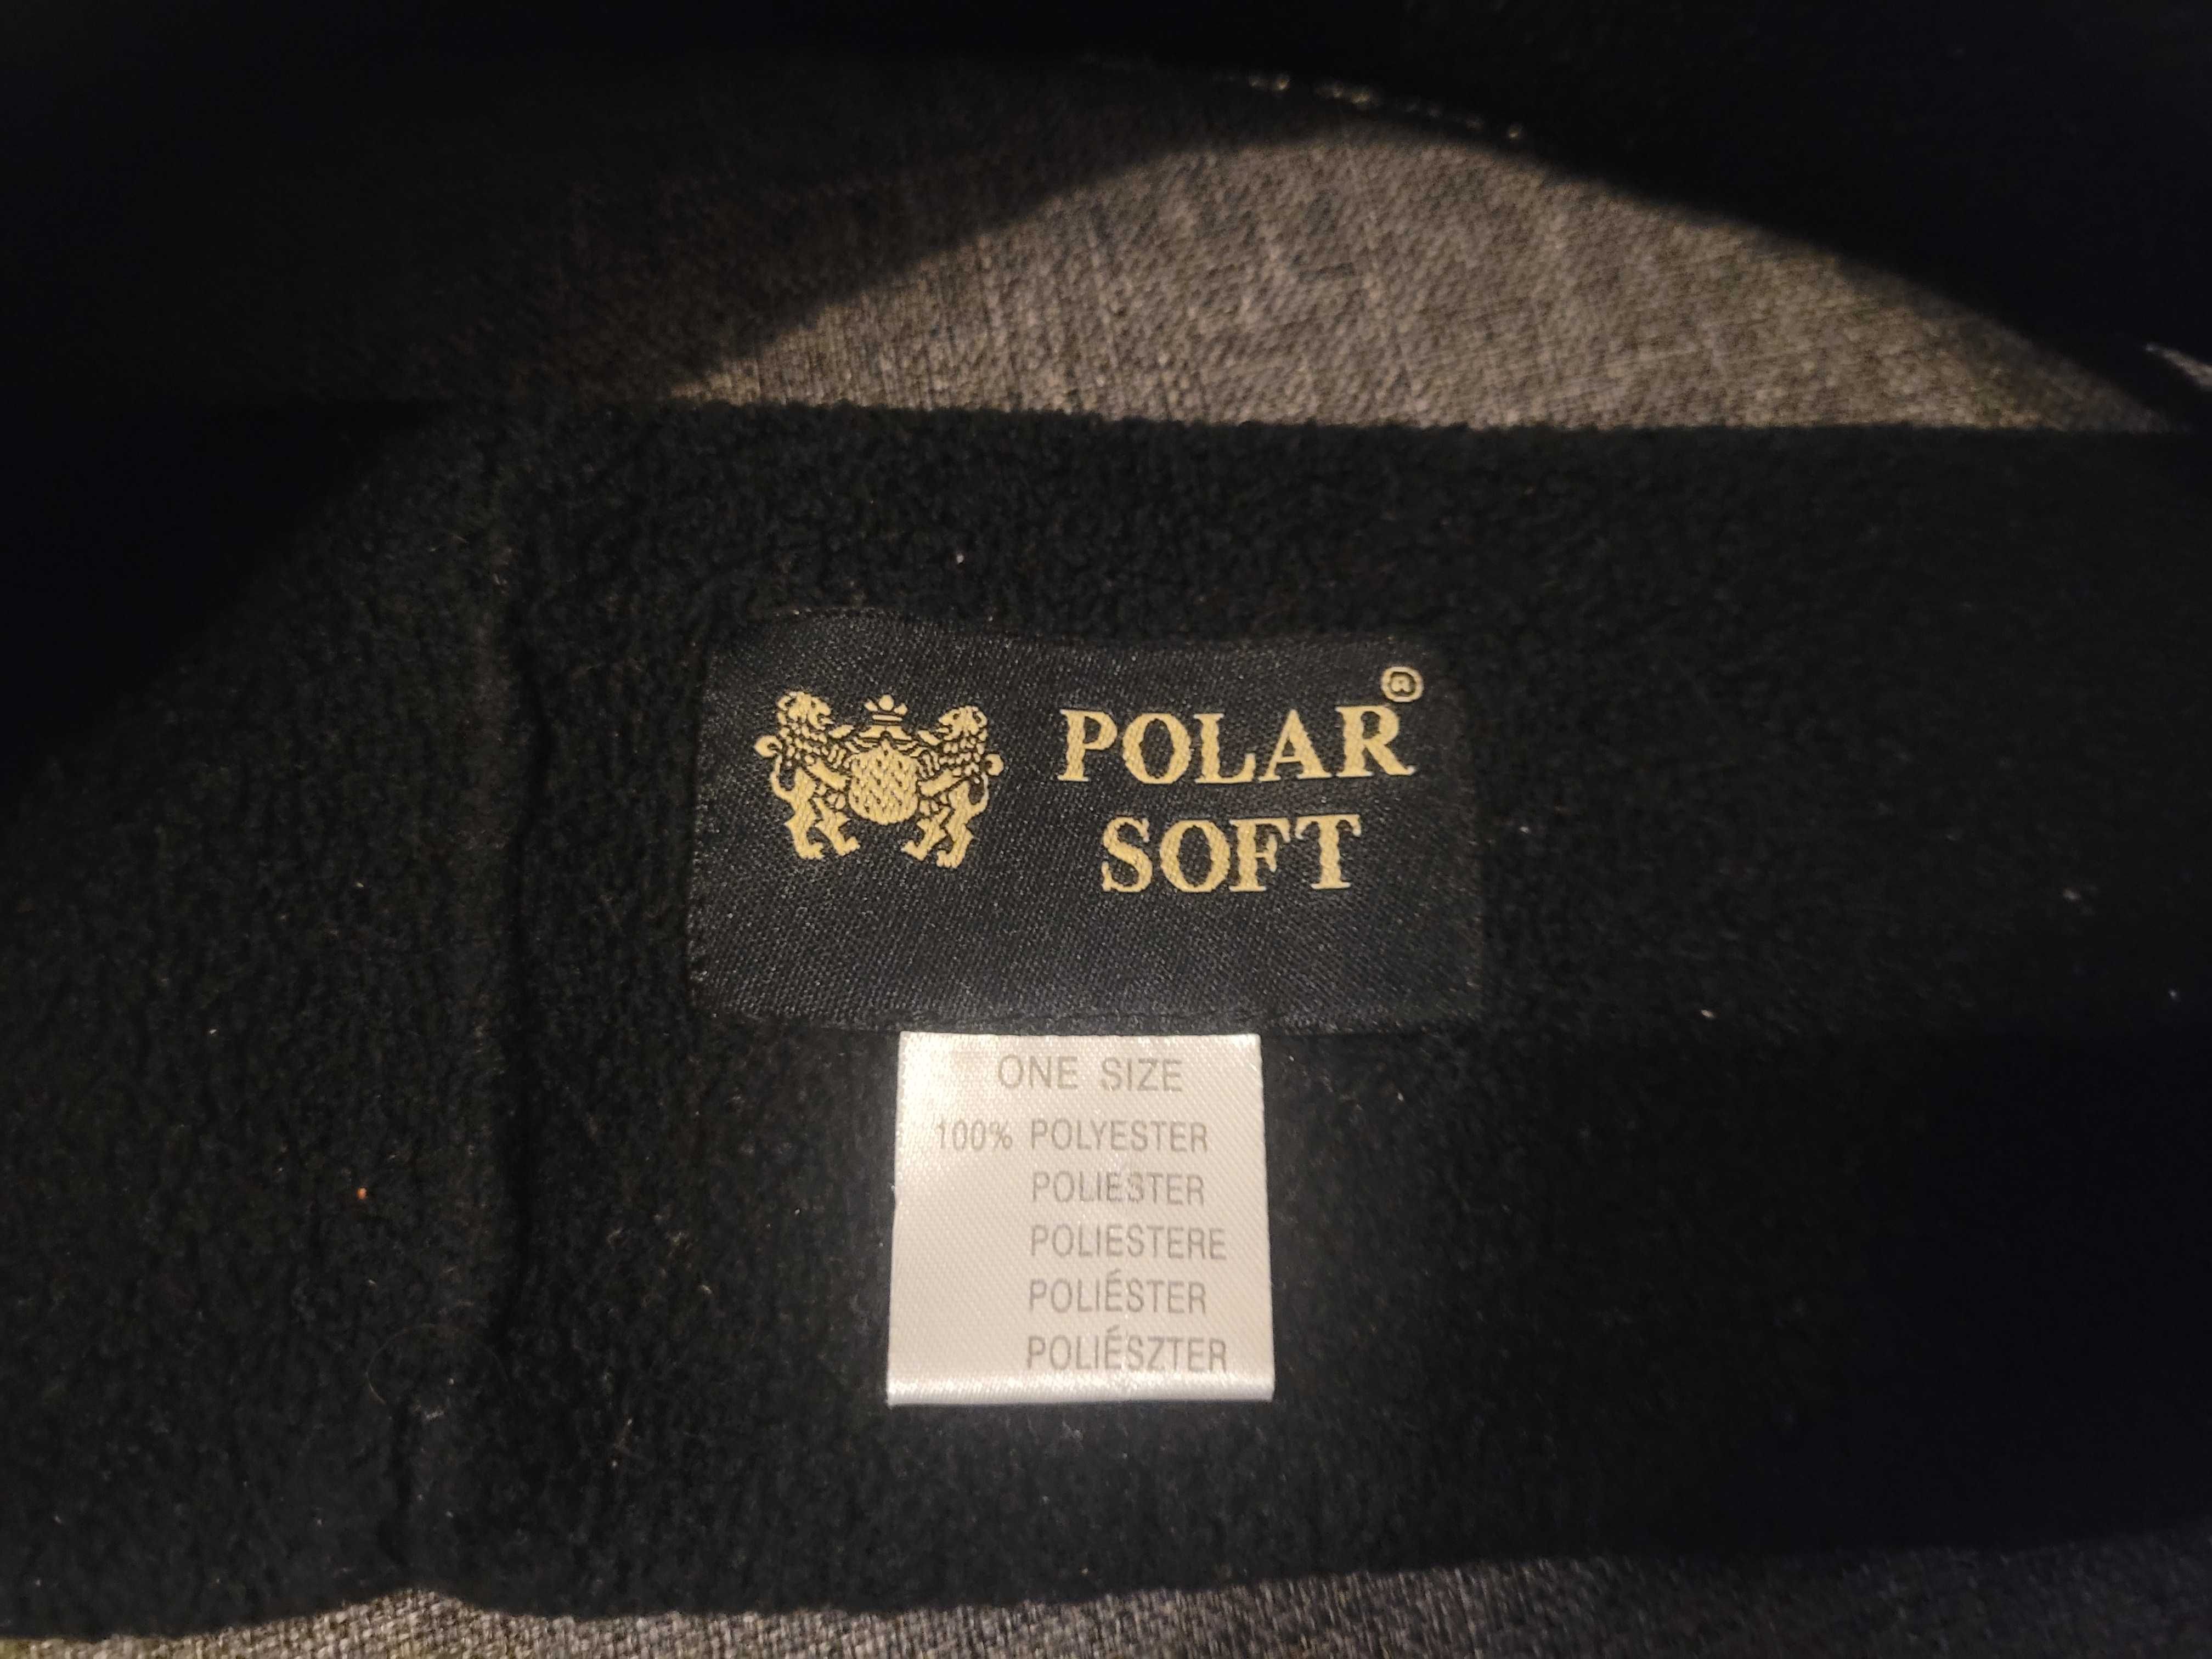 POLAR®
SOFT
ONE SIZE
100% POLYESTER
POLIESTER
POLIESTERE
POLIÉSTER
POLIÉSZTER